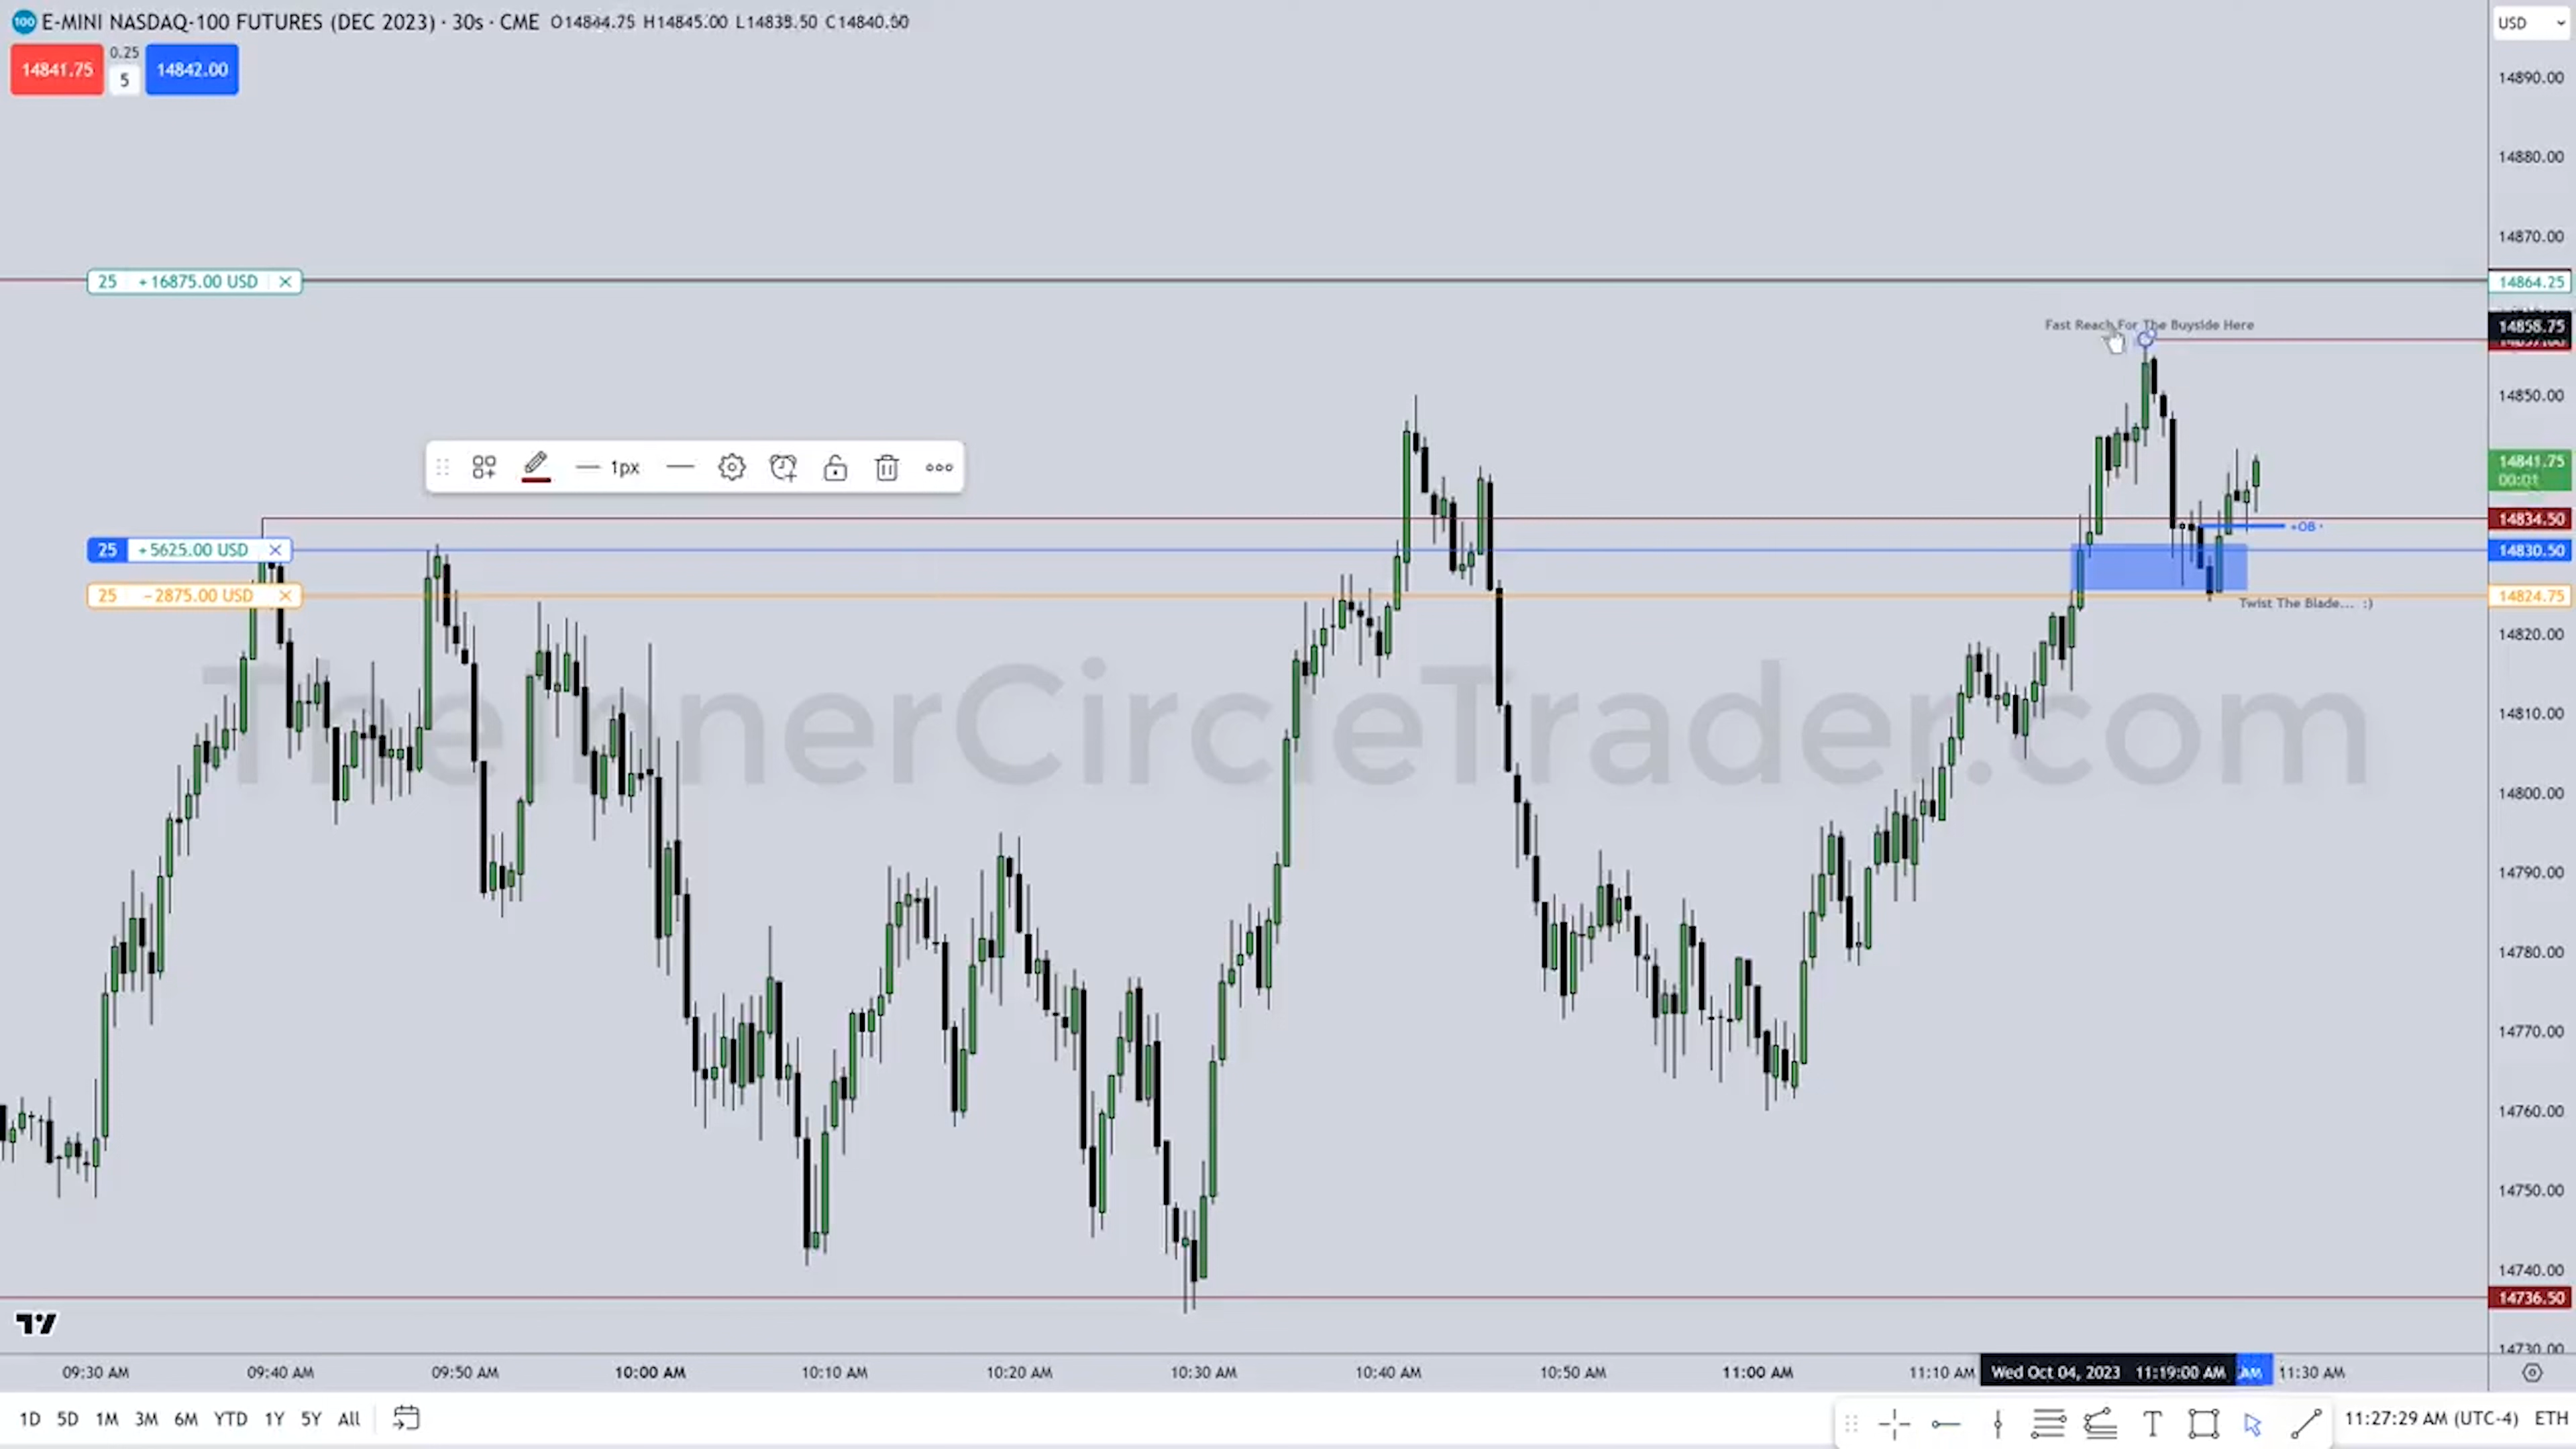 100 E-MINI NASDAQ-100 FUTURES (DEC 2023) · 30s · CME H14845.00
USD
14841.75 0.25 5 14842.00
14890.00
14880.00
14870.00
25 +16875.00 USD
14864.25
Fast Reach For The Buyside Here
14858.75
14850.00
1px
14841.75
00:01
14834.50
+OB
25 +5625.00 USD
14830.50
25 −2875.00 USD
14824.75
Twist The Blade... :)
14820.00
TheInnerCircleTrader.com
14810.00
14800.00
14790.00
14780.00
14770.00
14760.00
14750.00
14740.00
14736.50
14730.00
09:30 AM 09:40 AM 09:50 AM 10:00 AM 10:10 AM 10:20 AM 10:30 AM 10:40 AM 10:50 AM 11:00 AM 11:10 AM Wed Oct 04, 2023 11:19:00 AM AM 11:30 AM
1D 5D 1M 3M 6M YTD 1Y 5Y All 11:27:29 AM (UTC-4) ETH